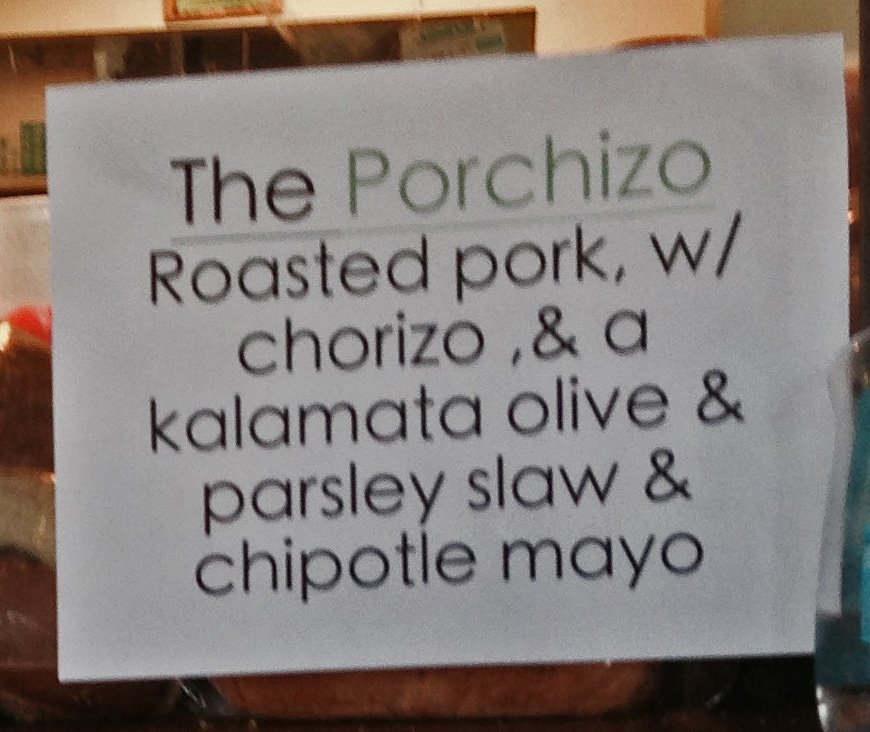 The Porchizo
Roasted pork, w/
chorizo ,& a
kalamata olive &
parsley slaw &
chipotle mayo